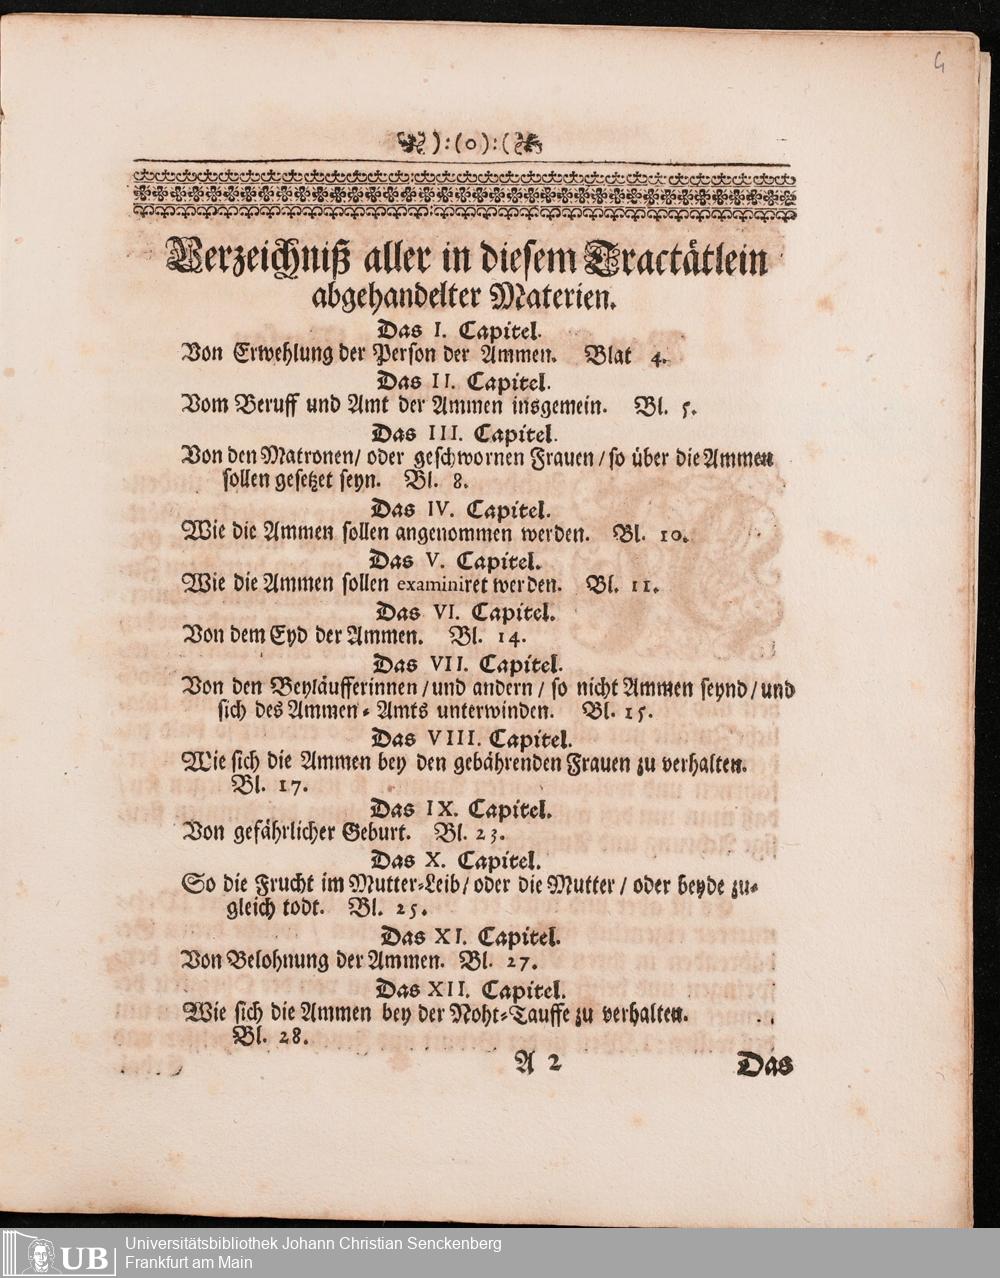 4
):(o):(
Verzeichniß aller in diesem Tractätlein
abgehandelter Materien.
Das I. Capitel.
Von Erwehlung der Person der Ammen. Blat 4.
Das II. Capitel.
Vom Beruff und Amt der Ammen insgemein. Bl. 5.
Das III. Capitel.
Von den Matronen/ oder geschwornen Frauen/ so über die Ammen
sollen gesetzet seyn. Bl. 8.
Das IV. Capitel.
Wie die Ammen sollen angenommen werden. Bl. 10.
Das V. Capitel.
Wie die Ammen sollen examiniret werden. Bl. 11.
Das VI. Capitel.
Von dem Eyd der Ammen. Bl. 14.
Das VII. Capitel.
Von den Beyläufferinnen/ und andern/ so nicht Ammen seynd/ und
sich des Ammen-Amts unterwinden. Bl. 15.
Das VIII. Capitel.
Wie sich die Ammen bey den gebährenden Frauen zu verhalten.
Bl. 17.
Das IX. Capitel.
Von gefährlicher Geburt. Bl. 23.
Das X. Capitel.
So die Frucht im Mutter-Leib/ oder die Mutter/ oder beyde zu-
gleich todt. Bl. 25.
Das XI. Capitel.
Von Belohnung der Ammen. Bl. 27.
Das XII. Capitel.
Wie sich die Ammen bey der Noht-Tauffe zu verhalten.
Bl. 28.
A 2 Das
UB Universitätsbibliothek Johann Christian Senckenberg
Frankfurt am Main